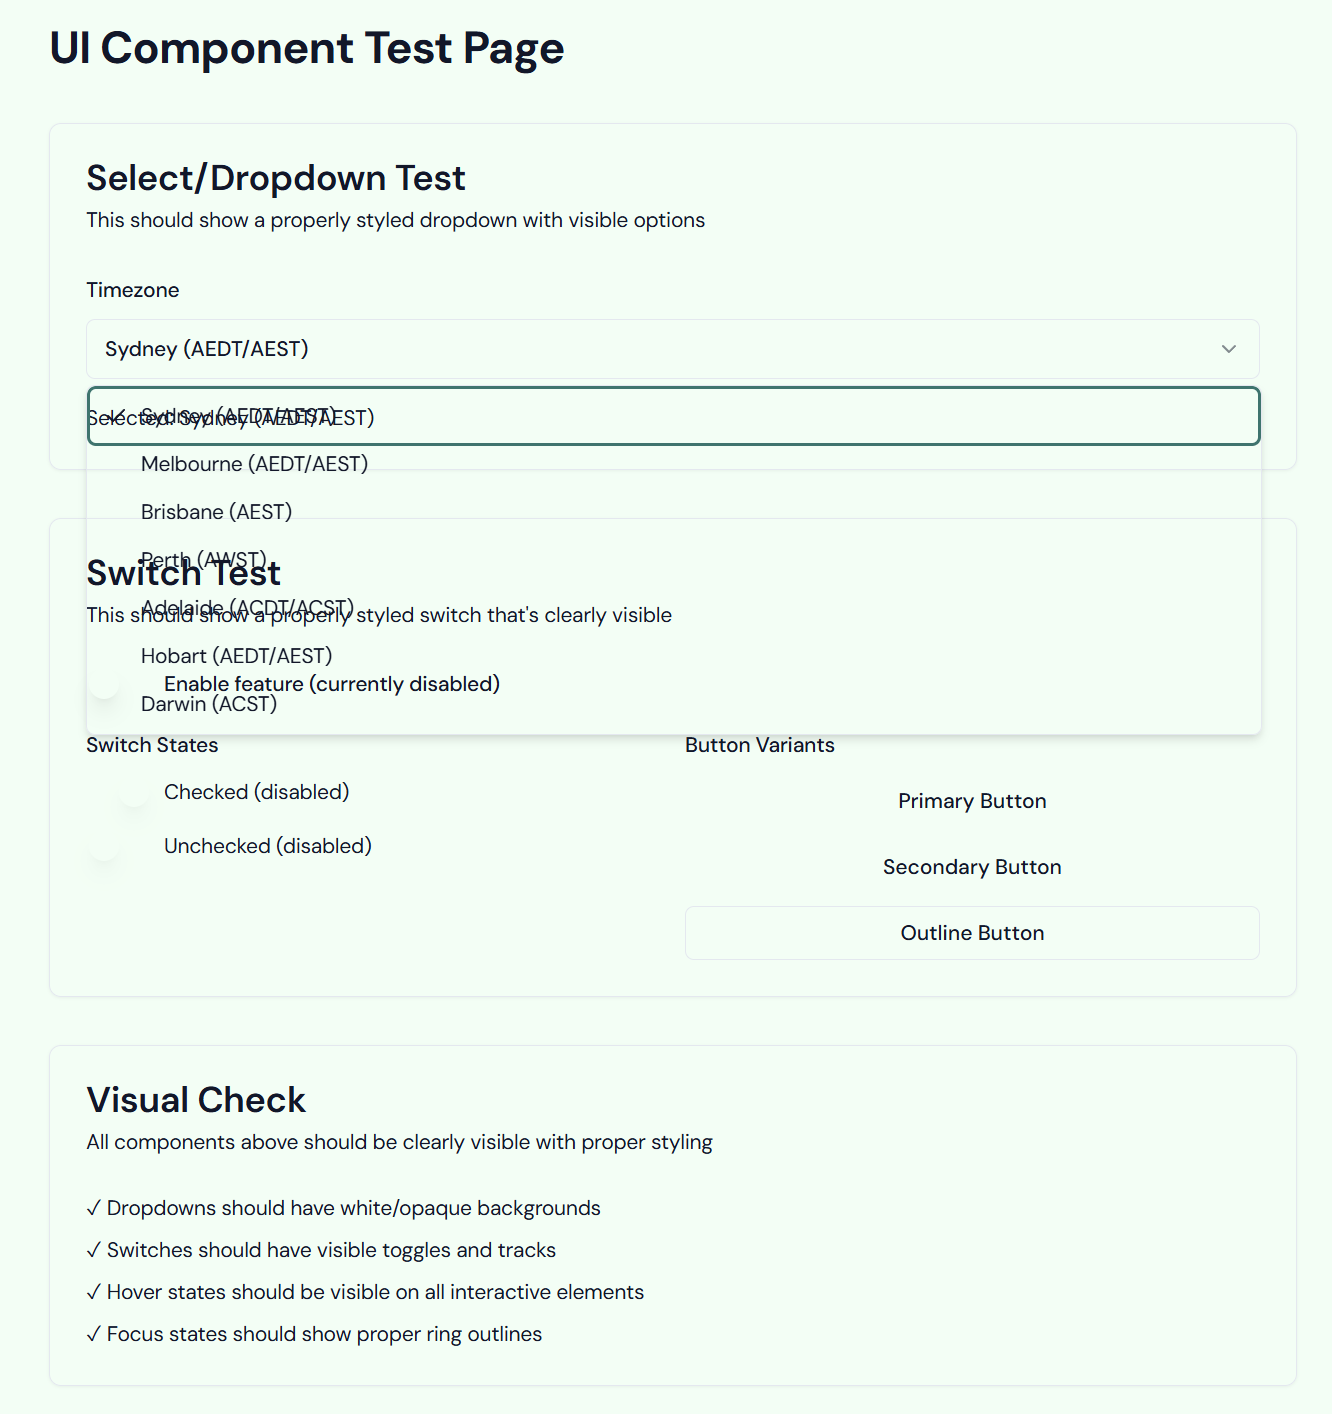 UI Component Test Page
Select/Dropdown Test
This should show a properly styled dropdown with visible options
Timezone
Sydney (AEDT/AEST)
Sydney (AEDT/AEST)
Selected: Sydney (AEDT/AEST)
Melbourne (AEDT/AEST)
Brisbane (AEST)
Perth (AWST)
Switch Test
Adelaide (ACDT/ACST)
This should show a properly styled switch that's clearly visible
Hobart (AEDT/AEST)
Enable feature (currently disabled)
Darwin (ACST)
Switch States
Checked (disabled)
Unchecked (disabled)
Button Variants
Primary Button
Secondary Button
Outline Button
Visual Check
All components above should be clearly visible with proper styling
✓ Dropdowns should have white/opaque backgrounds
✓ Switches should have visible toggles and tracks
✓ Hover states should be visible on all interactive elements
✓ Focus states should show proper ring outlines